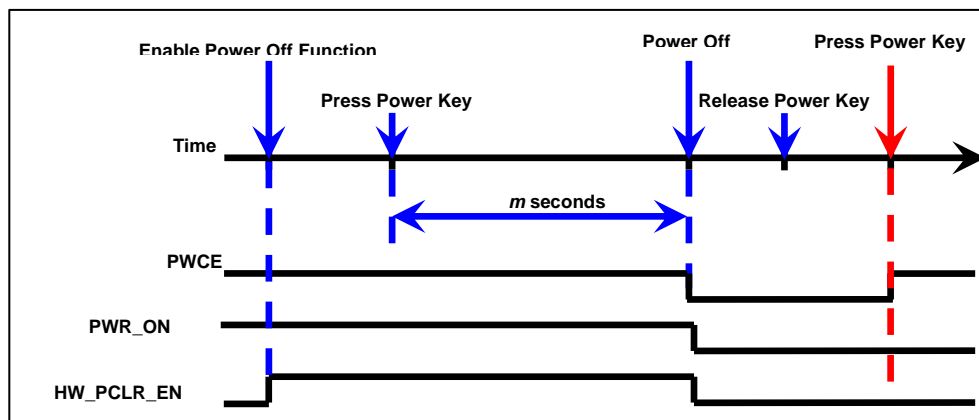 Enable Power Off Function
Power Off
Press Power Key
Press Power Key
Release Power Key
Time
m seconds
PWCE
PWR_ON
HW_PCLR_EN